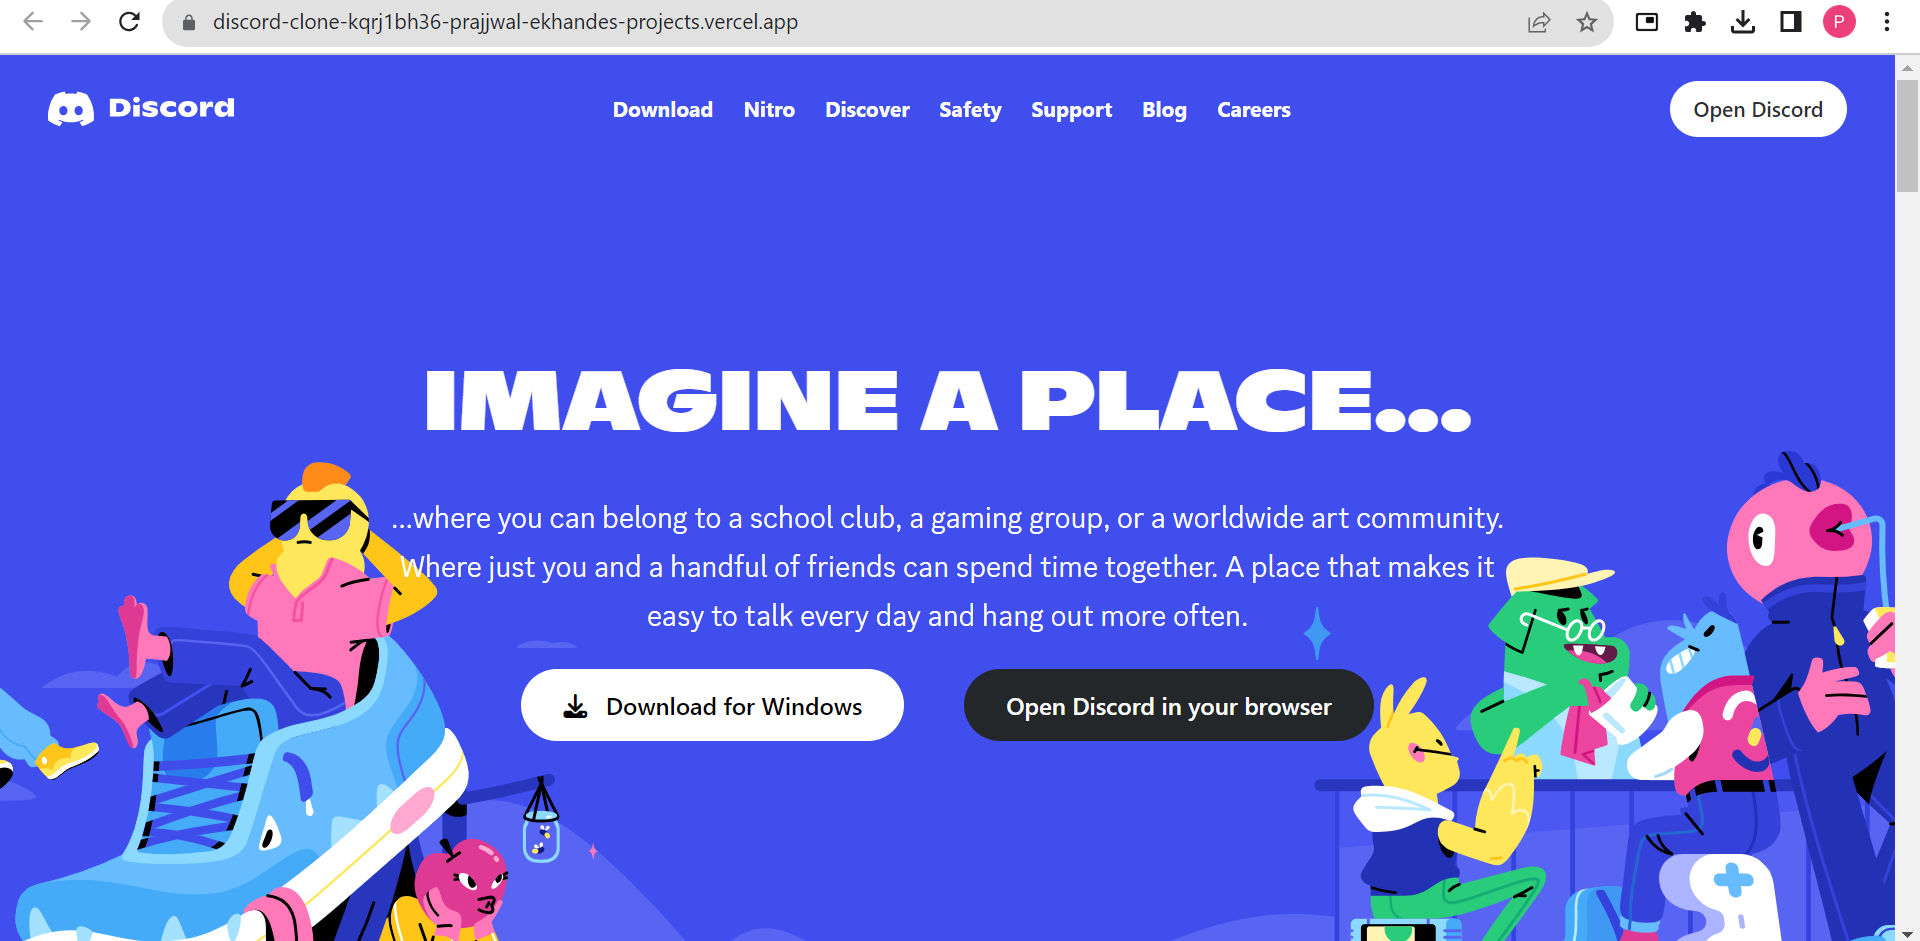 discord-clone-kqrj1bh36-prajjwal-ekhandes-projects.vercel.app
P
Discord
Download Nitro Discover Safety Support Blog Careers
Open Discord
IMAGINE A PLACE...
...where you can belong to a school club, a gaming group, or a worldwide art community.
Where just you and a handful of friends can spend time together. A place that makes it
easy to talk every day and hang out more often.
Download for Windows
Open Discord in your browser